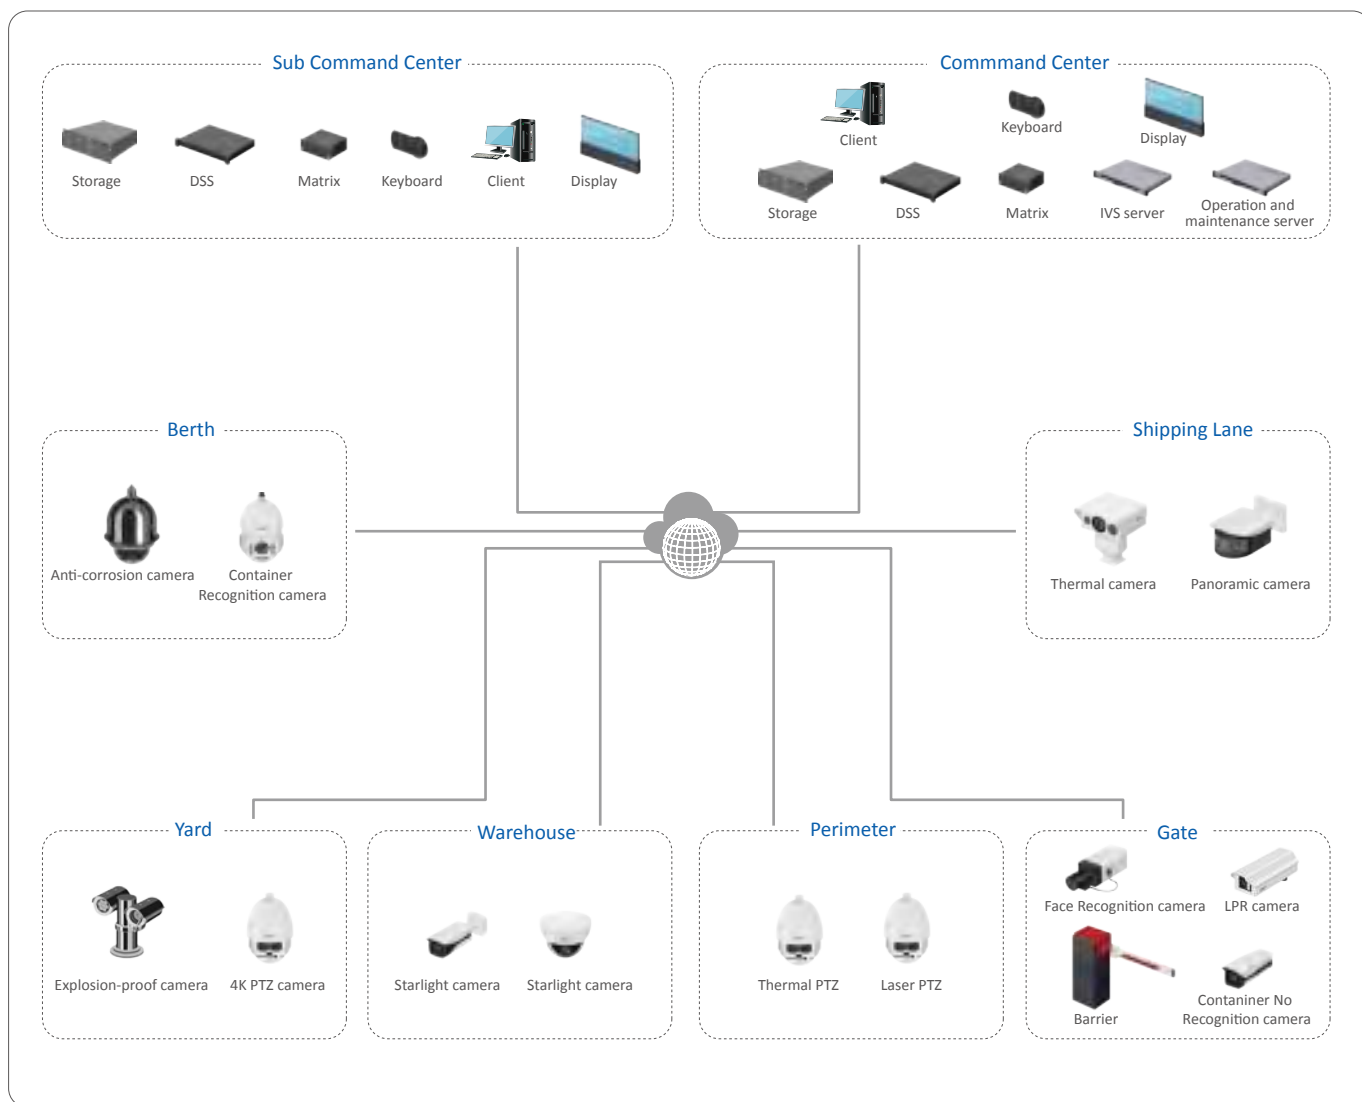 Sub Command Center
Storage
DSS
Matrix
Keyboard
Client
Display
Commmand Center
Client
Keyboard
Display
Storage
DSS
Matrix
IVS server
Operation and
maintenance server
Berth
Anti-corrosion camera
Container
Recognition camera
Shipping Lane
Thermal camera
Panoramic camera
Yard
Explosion-proof camera
4K PTZ camera
Warehouse
Starlight camera
Starlight camera
Perimeter
Thermal PTZ
Laser PTZ
Gate
Face Recognition camera
LPR camera
Barrier
Contaniner No
Recognition camera